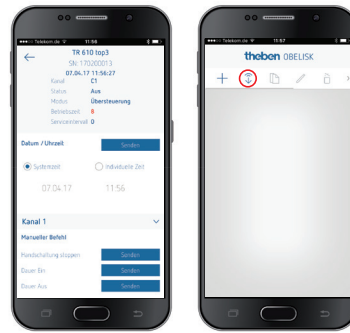 Telekom.de 11:56
TR 610 top3
SN: 170200013
07.04.17 11:56:27
Kanal C1
Status Aus
Modus Übersteuerung
Betriebszeit 8
Serviceintervall 0
Datum / Uhrzeit Senden
Systemzeit Individuelle Zeit
07.04.17 11:56
Kanal 1
Manueller Befehl
Handschaltung stoppen Senden
Dauer Ein Senden
Dauer Aus Senden
Telekom.de 11:57
theben OBELISK